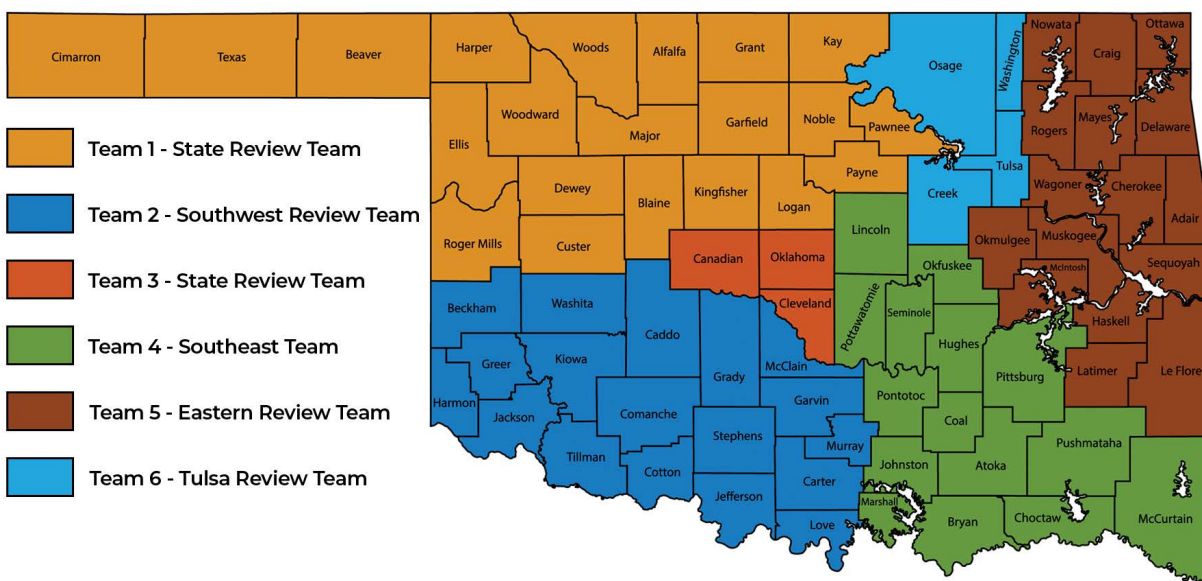 Cimarron
Texas
Beaver
Harper
Woods
Alfalfa
Grant
Kay
Osage
Washington
Nowata
Craig
Ottawa
Ellis
Woodward
Major
Garfield
Noble
Pawnee
Rogers
Mayes
Delaware
Tulsa
Team 1 - State Review Team
Team 2 - Southwest Review Team
Team 3 - State Review Team
Team 4 - Southeast Team
Team 5 - Eastern Review Team
Team 6 - Tulsa Review Team
Dewey
Blaine
Kingfisher
Logan
Payne
Creek
Wagoner
Cherokee
Adair
Roger Mills
Custer
Canadian
Oklahoma
Lincoln
Okmulgee
Muskogee
Okfuskee
McIntosh
Sequoyah
Beckham
Washita
Caddo
Cleveland
Pottawatomie
Seminole
Hughes
Haskell
Greer
Kiowa
Grady
McClain
Pittsburg
Latimer
Le Flore
Harmon
Jackson
Comanche
Garvin
Pontotoc
Coal
Tillman
Cotton
Stephens
Murray
Johnston
Atoka
Pushmataha
Jefferson
Carter
Love
Marshall
Bryan
Choctaw
McCurtain